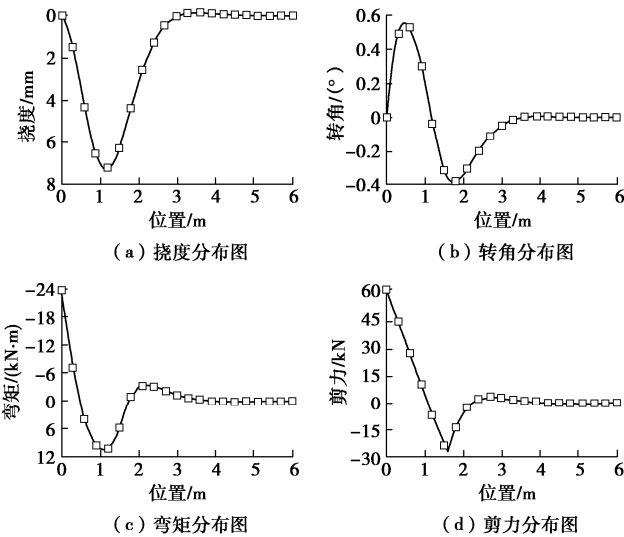 0
2
4
6
8
挠度/mm
0 1 2 3 4 5 6
位置/m
(a)挠度分布图
0.6
0.4
0.2
0
-0.2
-0.4
转角/(°)
0 1 2 3 4 5 6
位置/m
(b)转角分布图
-24
-18
-12
-6
0
6
12
弯矩/(kN·m)
0 1 2 3 4 5 6
位置/m
(c)弯矩分布图
60
45
30
15
0
-15
-30
剪力/kN
0 1 2 3 4 5 6
位置/m
(d)剪力分布图